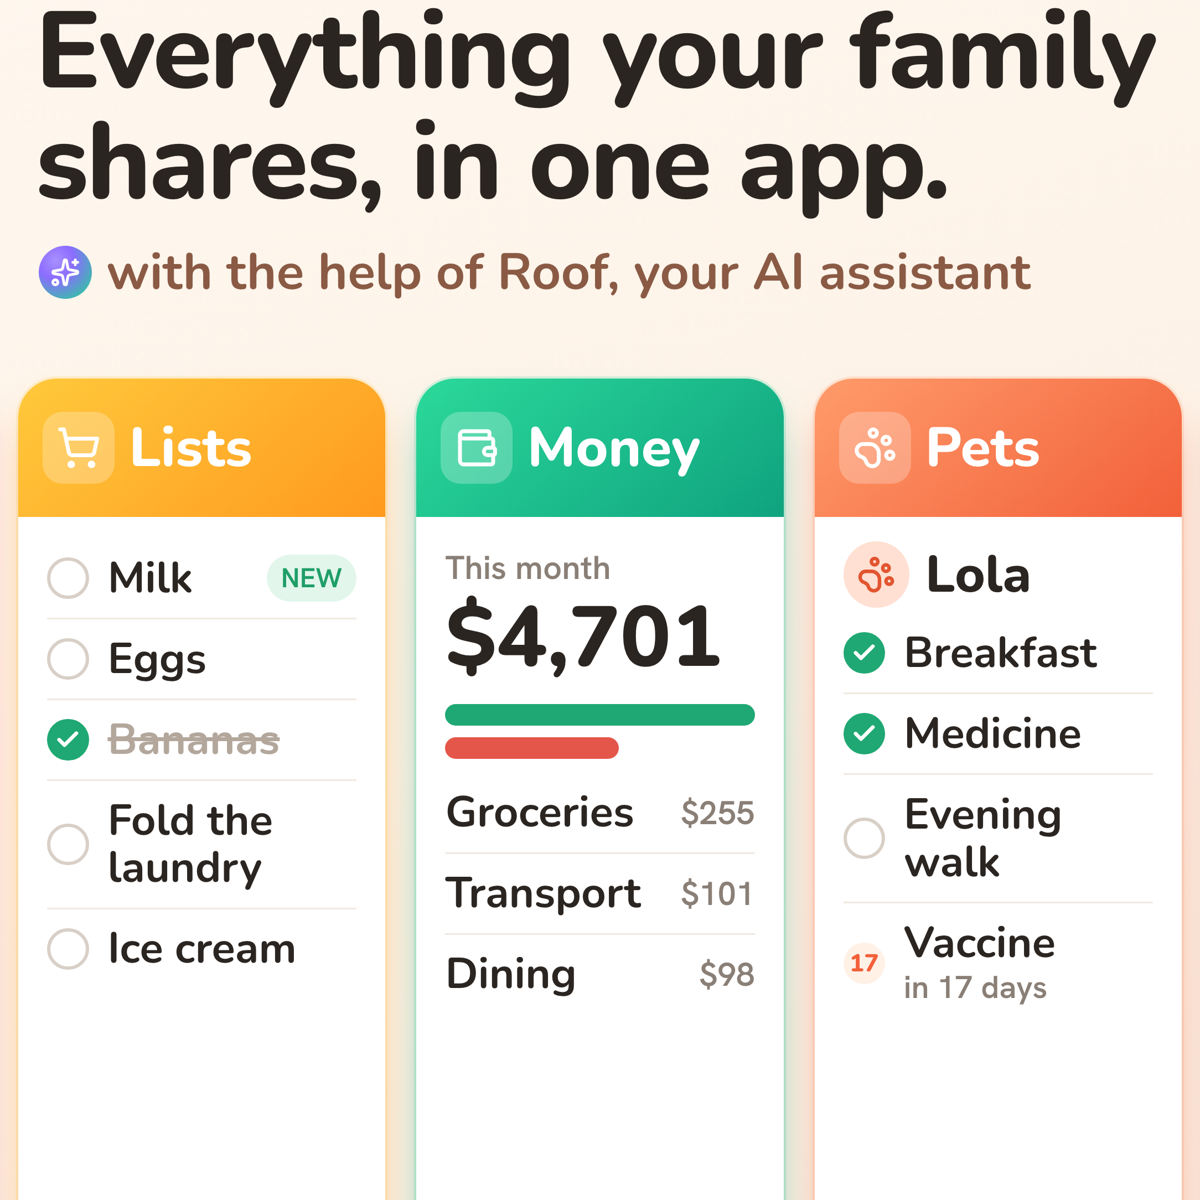 Everything your family
shares, in one app.
with the help of Roof, your AI assistant
Lists
Milk NEW
Eggs
Bananas
Fold the
laundry
Ice cream
Money
This month
$4,701
Groceries $255
Transport $101
Dining $98
Pets
Lola
Breakfast
Medicine
Evening
walk
17 Vaccine
in 17 days